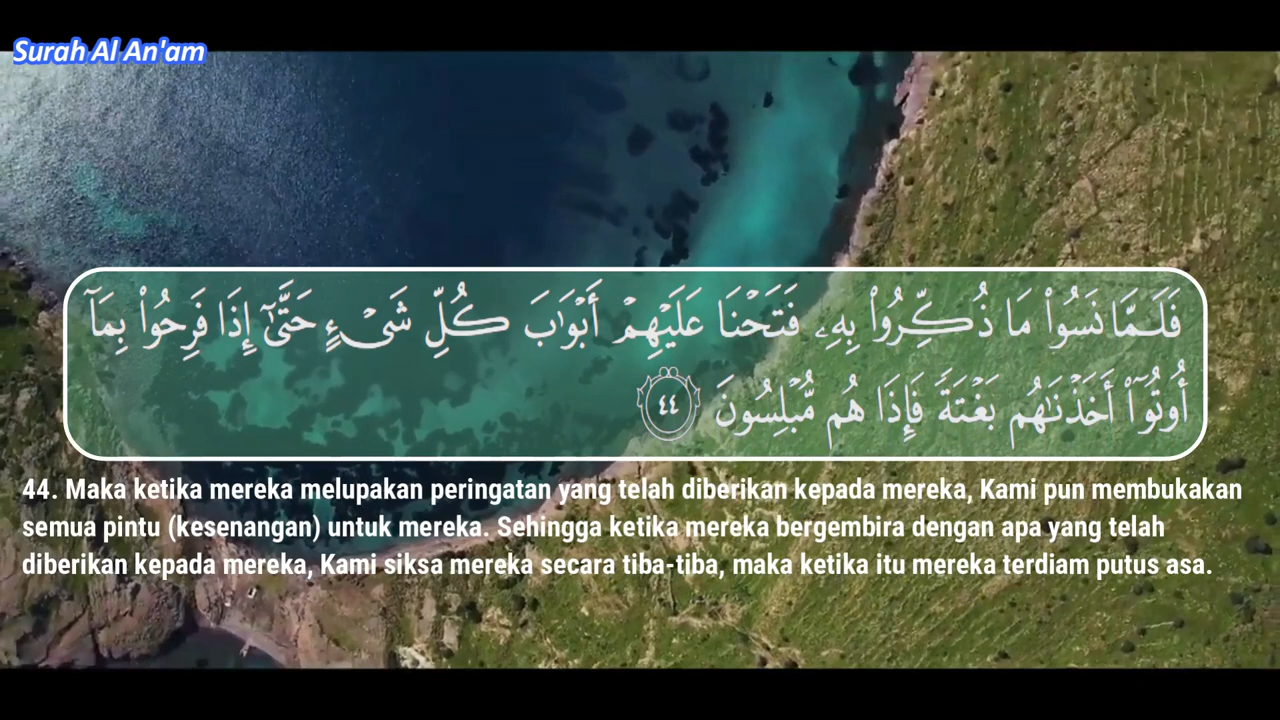 Surah Al An'am
فَلَمَّا نَسُوا۟ مَا ذُكِّرُوا۟ بِهِۦ فَتَحْنَا عَلَيْهِمْ أَبْوَٰبَ كُلِّ شَىْءٍ حَتَّىٰٓ إِذَا فَرِحُوا۟ بِمَآ
أُوتُوٓا۟ أَخَذْنَـٰهُم بَغْتَةً فَإِذَا هُم مُّبْلِسُونَ ٤٤
44. Maka ketika mereka melupakan peringatan yang telah diberikan kepada mereka, Kami pun membukakan
semua pintu (kesenangan) untuk mereka. Sehingga ketika mereka bergembira dengan apa yang telah
diberikan kepada mereka, Kami siksa mereka secara tiba-tiba, maka ketika itu mereka terdiam putus asa.